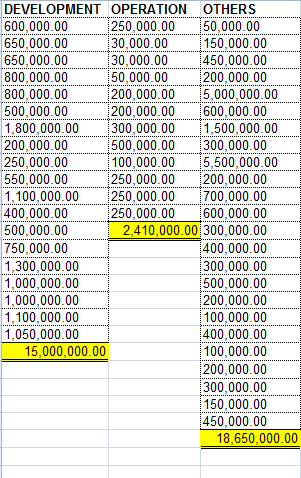 DEVELOPMENT OPERATION OTHERS
600,000.00 250,000.00 50,000.00
650,000.00 30,000.00 150,000.00
650,000.00 30,000.00 450,000.00
800,000.00 50,000.00 200,000.00
800,000.00 200,000.00 5,000,000.00
500,000.00 200,000.00 600,000.00
1,800,000.00 300,000.00 1,500,000.00
200,000.00 500,000.00 300,000.00
250,000.00 100,000.00 5,500,000.00
550,000.00 250,000.00 200,000.00
1,100,000.00 250,000.00 700,000.00
400,000.00 250,000.00 600,000.00
500,000.00 2,410,000.00 300,000.00
750,000.00 400,000.00
1,300,000.00 300,000.00
1,000,000.00 500,000.00
1,000,000.00 200,000.00
1,100,000.00 100,000.00
1,050,000.00 400,000.00
15,000,000.00 100,000.00
200,000.00
300,000.00
150,000.00
450,000.00
18,650,000.00